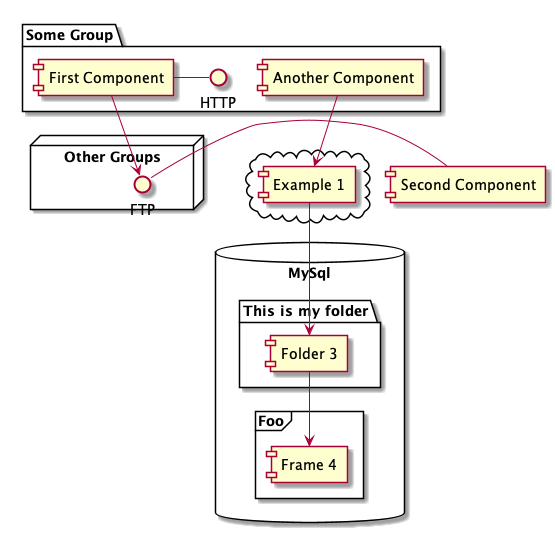 Some Group
First Component
HTTP
Another Component
Other Groups
FTP
Example 1
Second Component
MySql
This is my folder
Folder 3
Foo
Frame 4